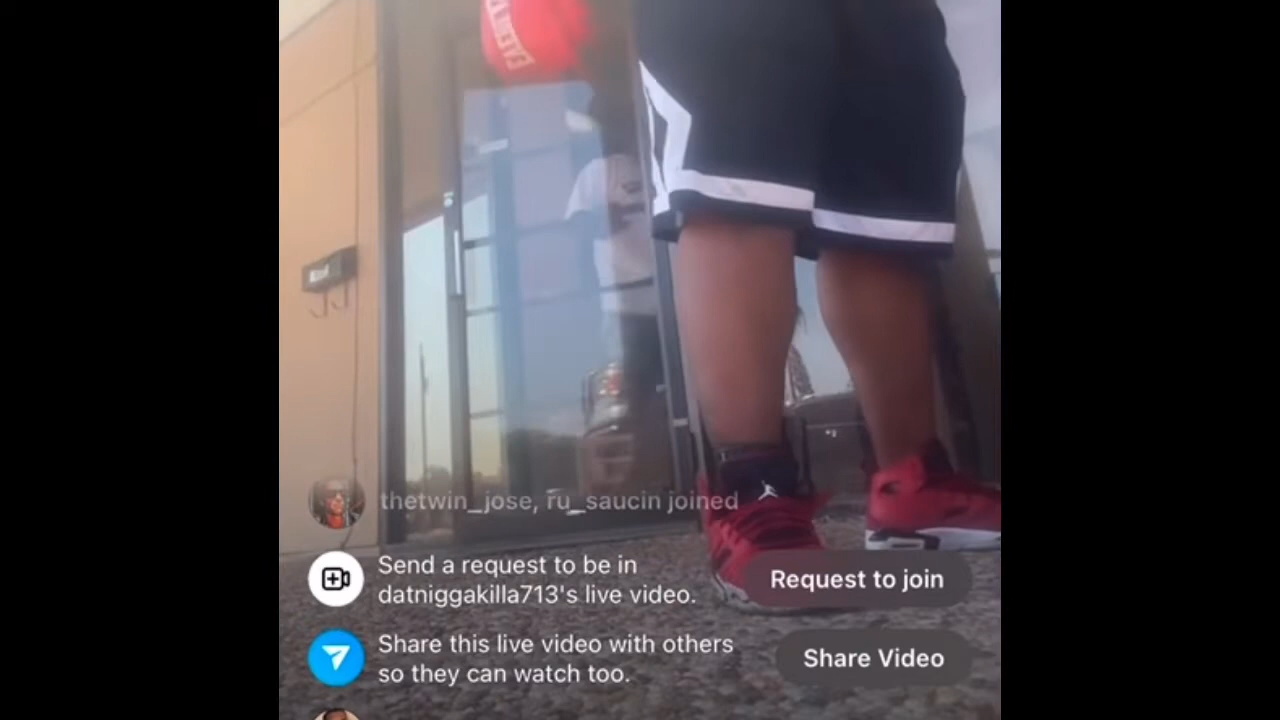 thetwin_jose, ru_saucin joined
Send a request to be in
datniggakilla713's live video.
Request to join
Share this live video with others
so they can watch too.
Share Video